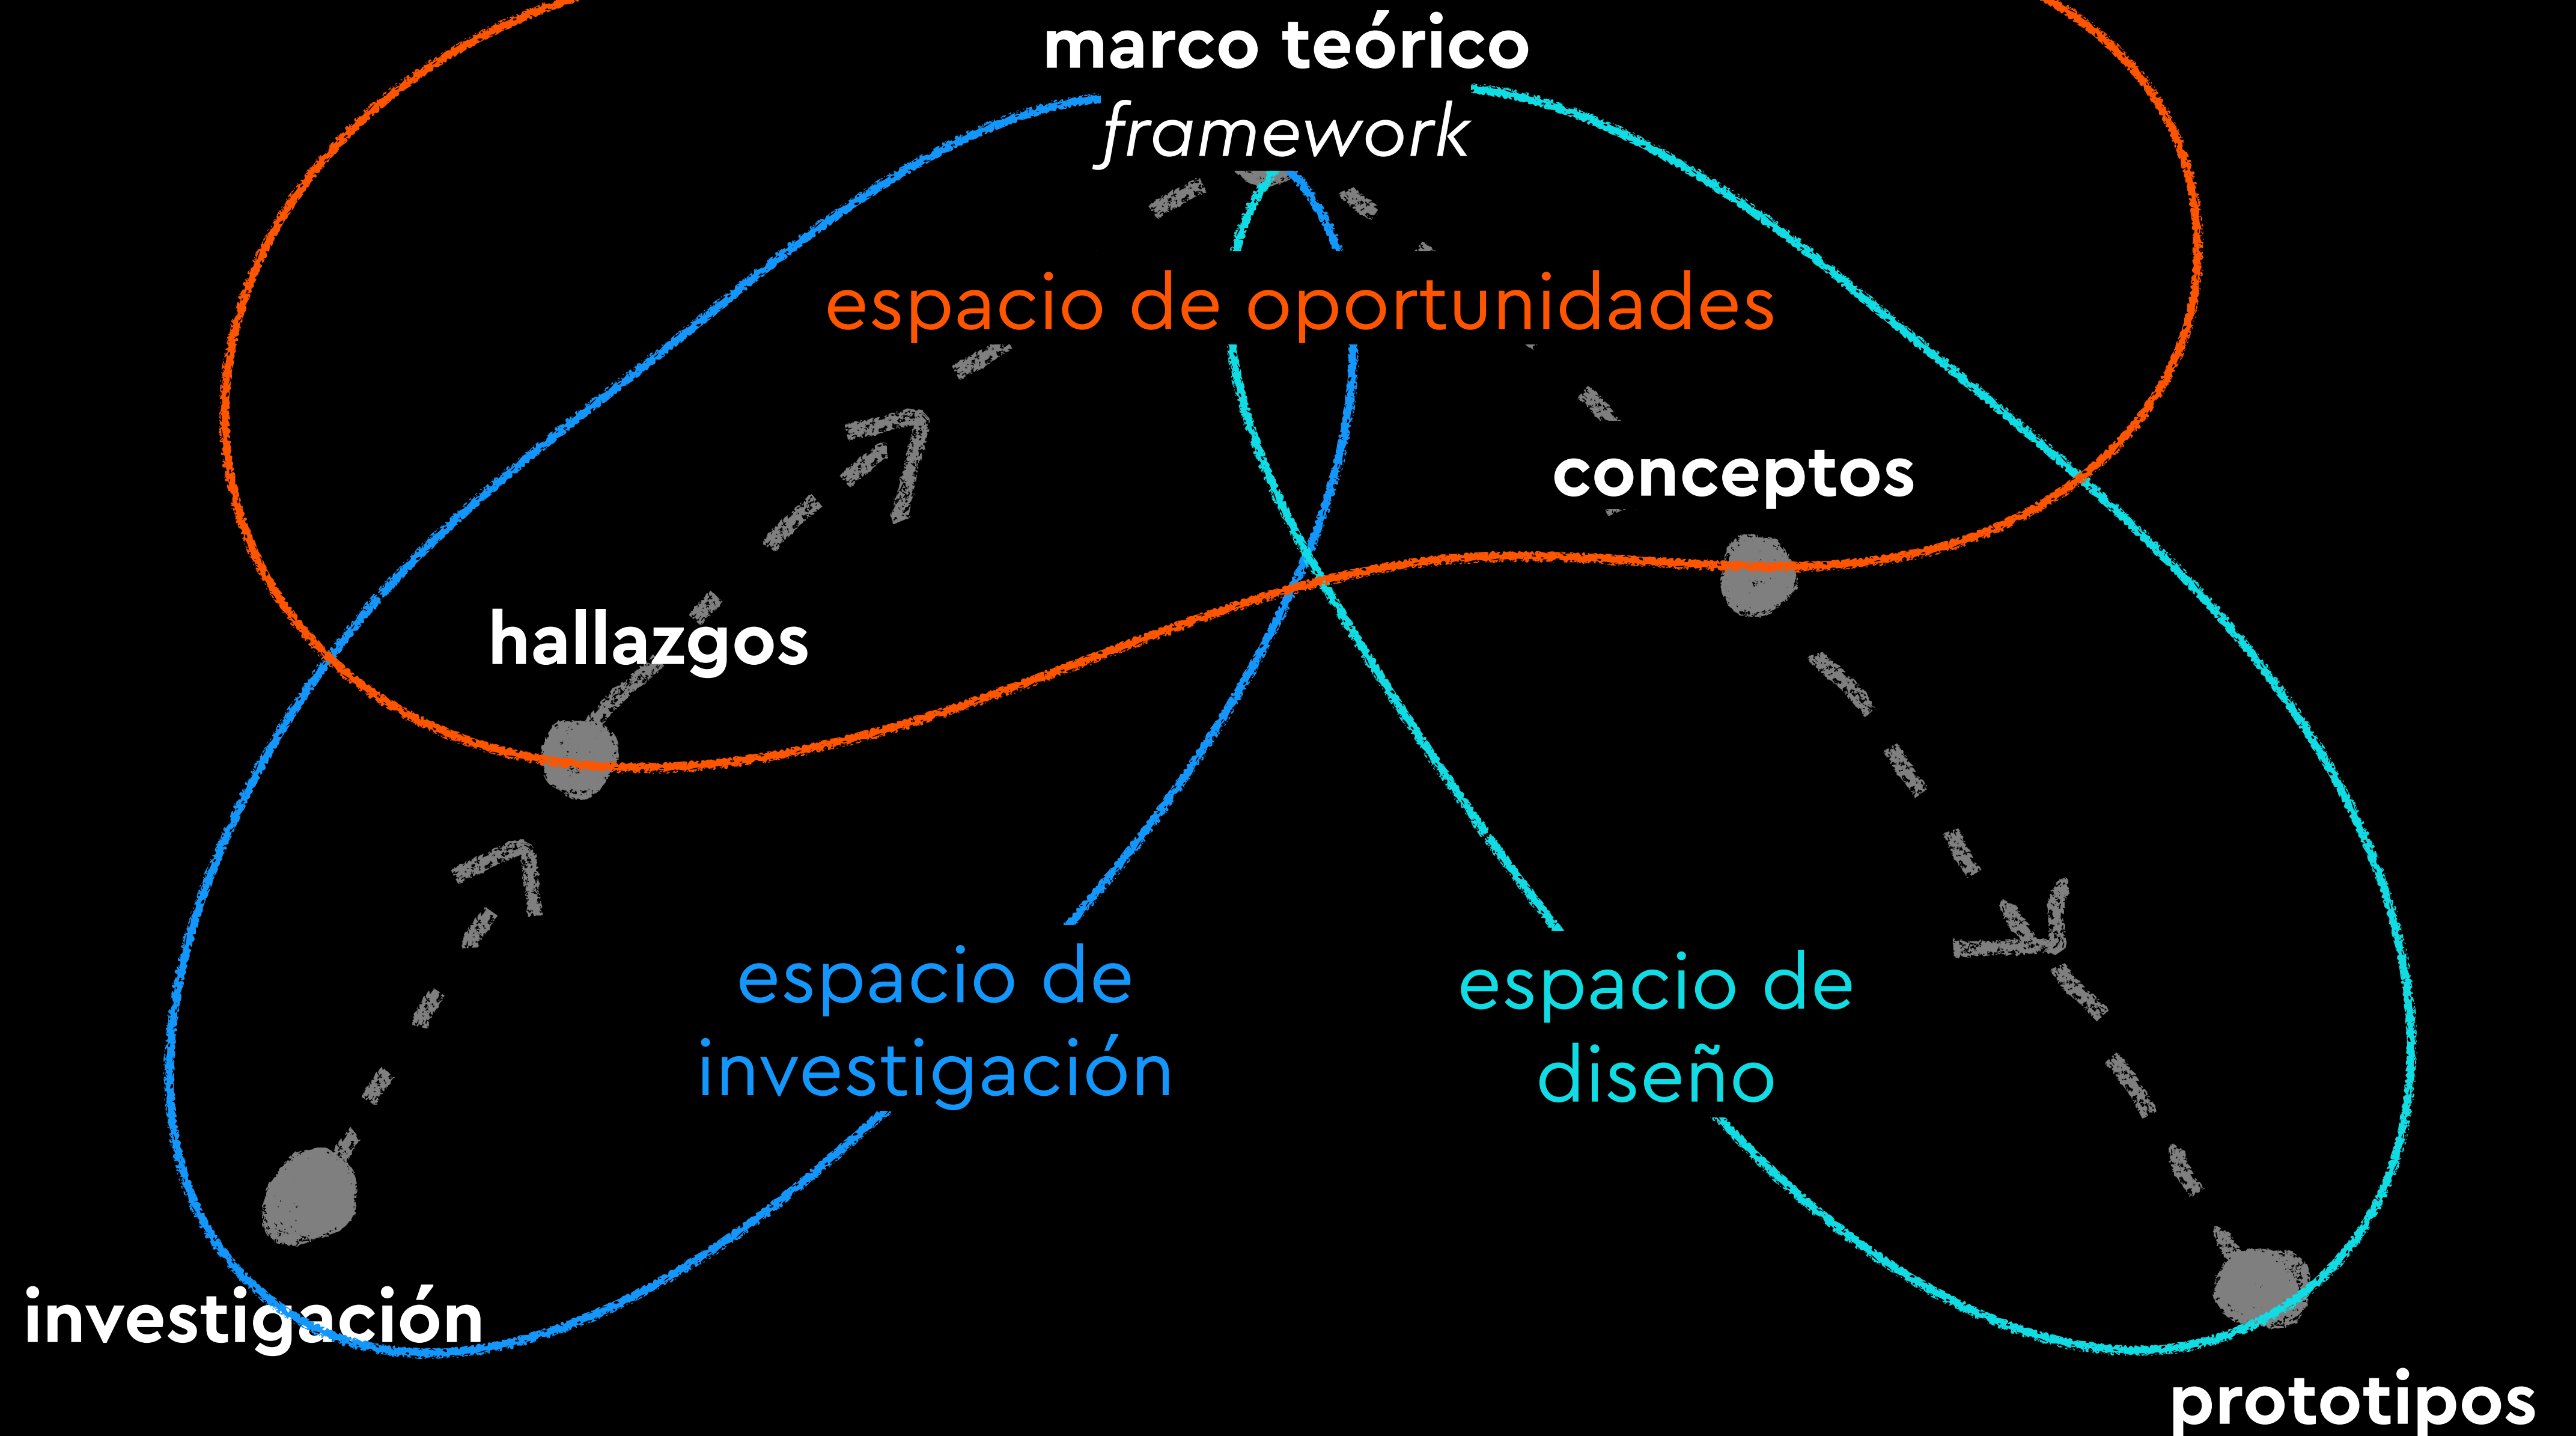 marco teórico
framework
espacio de oportunidades
conceptos
hallazgos
espacio de
investigación
espacio de
diseño
investigación
prototipos